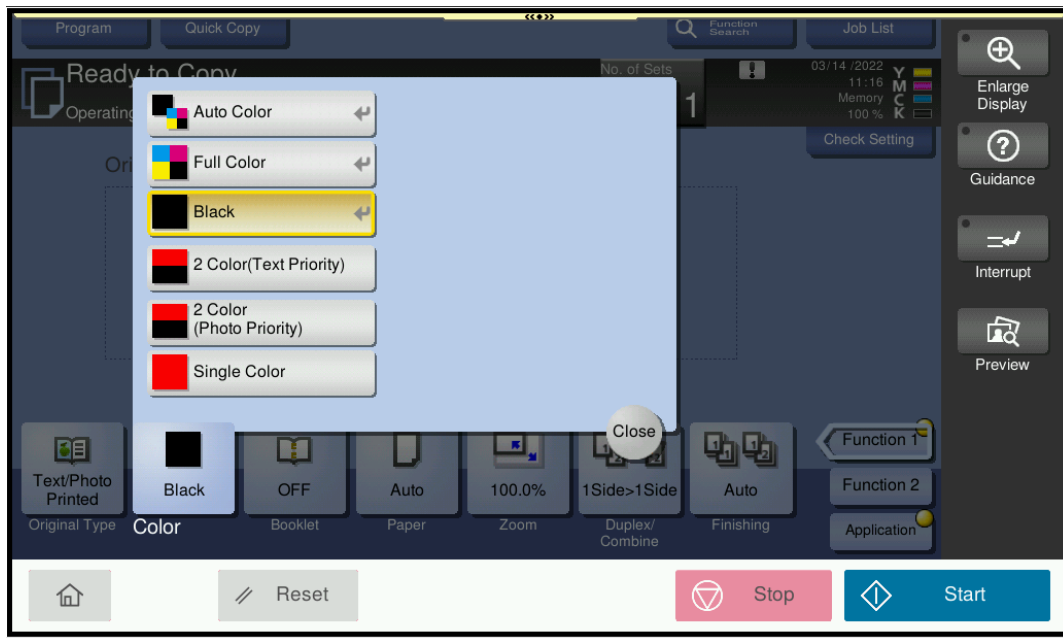 Program
Quick Copy
Function
Search
Job List
Ready to Copy
Operating
No. of Sets
1
03/14 /2022
11:16
Memory
100 %
Y
M
C
K
Check Setting
Ori
Auto Color
Full Color
Black
2 Color(Text Priority)
2 Color
(Photo Priority)
Single Color
Close
Text/Photo
Printed
Black
OFF
Auto
100.0%
1Side>1Side
Auto
Original Type
Color
Booklet
Paper
Zoom
Duplex/
Combine
Finishing
Function 1
Function 2
Application
Enlarge
Display
Guidance
Interrupt
Preview
Reset
Stop
Start